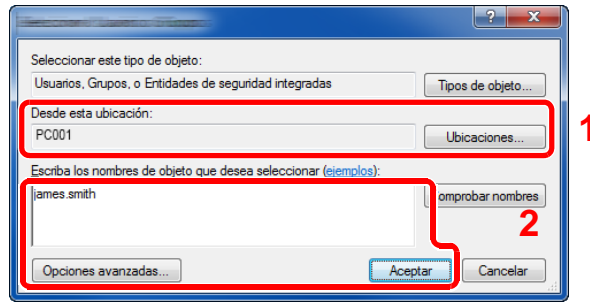 ?
X
Seleccionar este tipo de objeto:
Usuarios, Grupos, o Entidades de seguridad integradas
Tipos de objeto...
Desde esta ubicación:
PC001
Ubicaciones...
1
Escriba los nombres de objeto que desea seleccionar (ejemplos):
james.smith
Comprobar nombres
2
Opciones avanzadas...
Aceptar
Cancelar